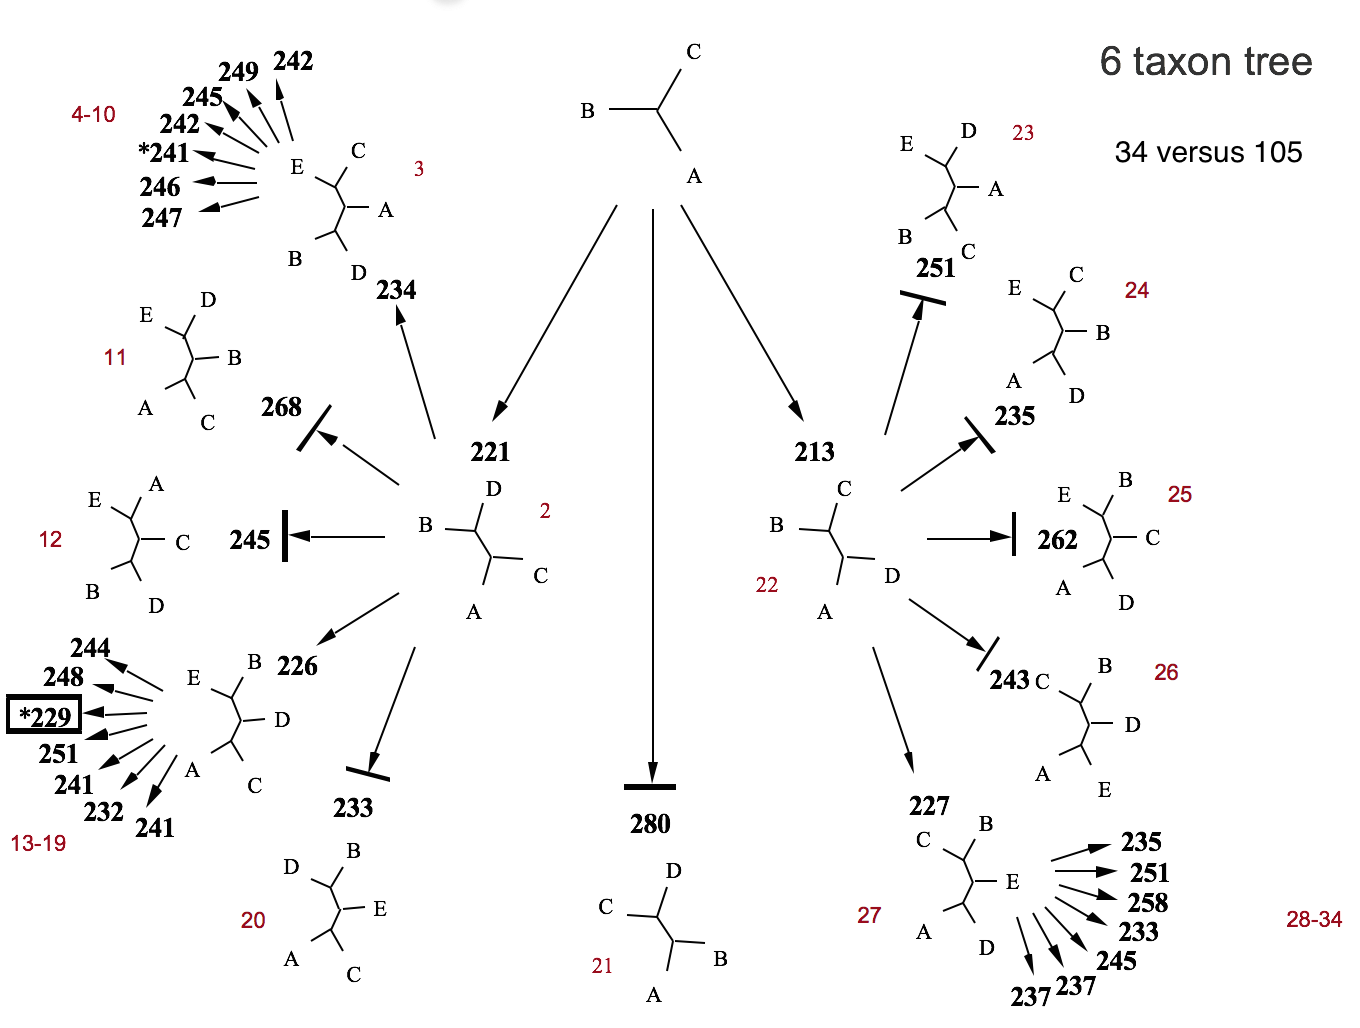 6 taxon tree
34 versus 105
C
B
A
4-10
242
249
245
242
*241
246
247
E
C
A
B
D
3
234
E
D
B
A
C
11
268
E
A
C
B
D
12
245
221
D
B
C
A
2
244
248
*229
251
241
232
241
13-19
E
B
D
A
C
226
233
D
B
E
A
C
20
280
D
C
B
A
21
213
C
B
D
A
22
E
D
A
B
C
23
251
E
C
B
A
D
24
235
E
B
C
A
D
25
262
243
C
B
D
A
E
26
227
C
B
E
A
D
27
235
251
258
233
245
237
237
28-34